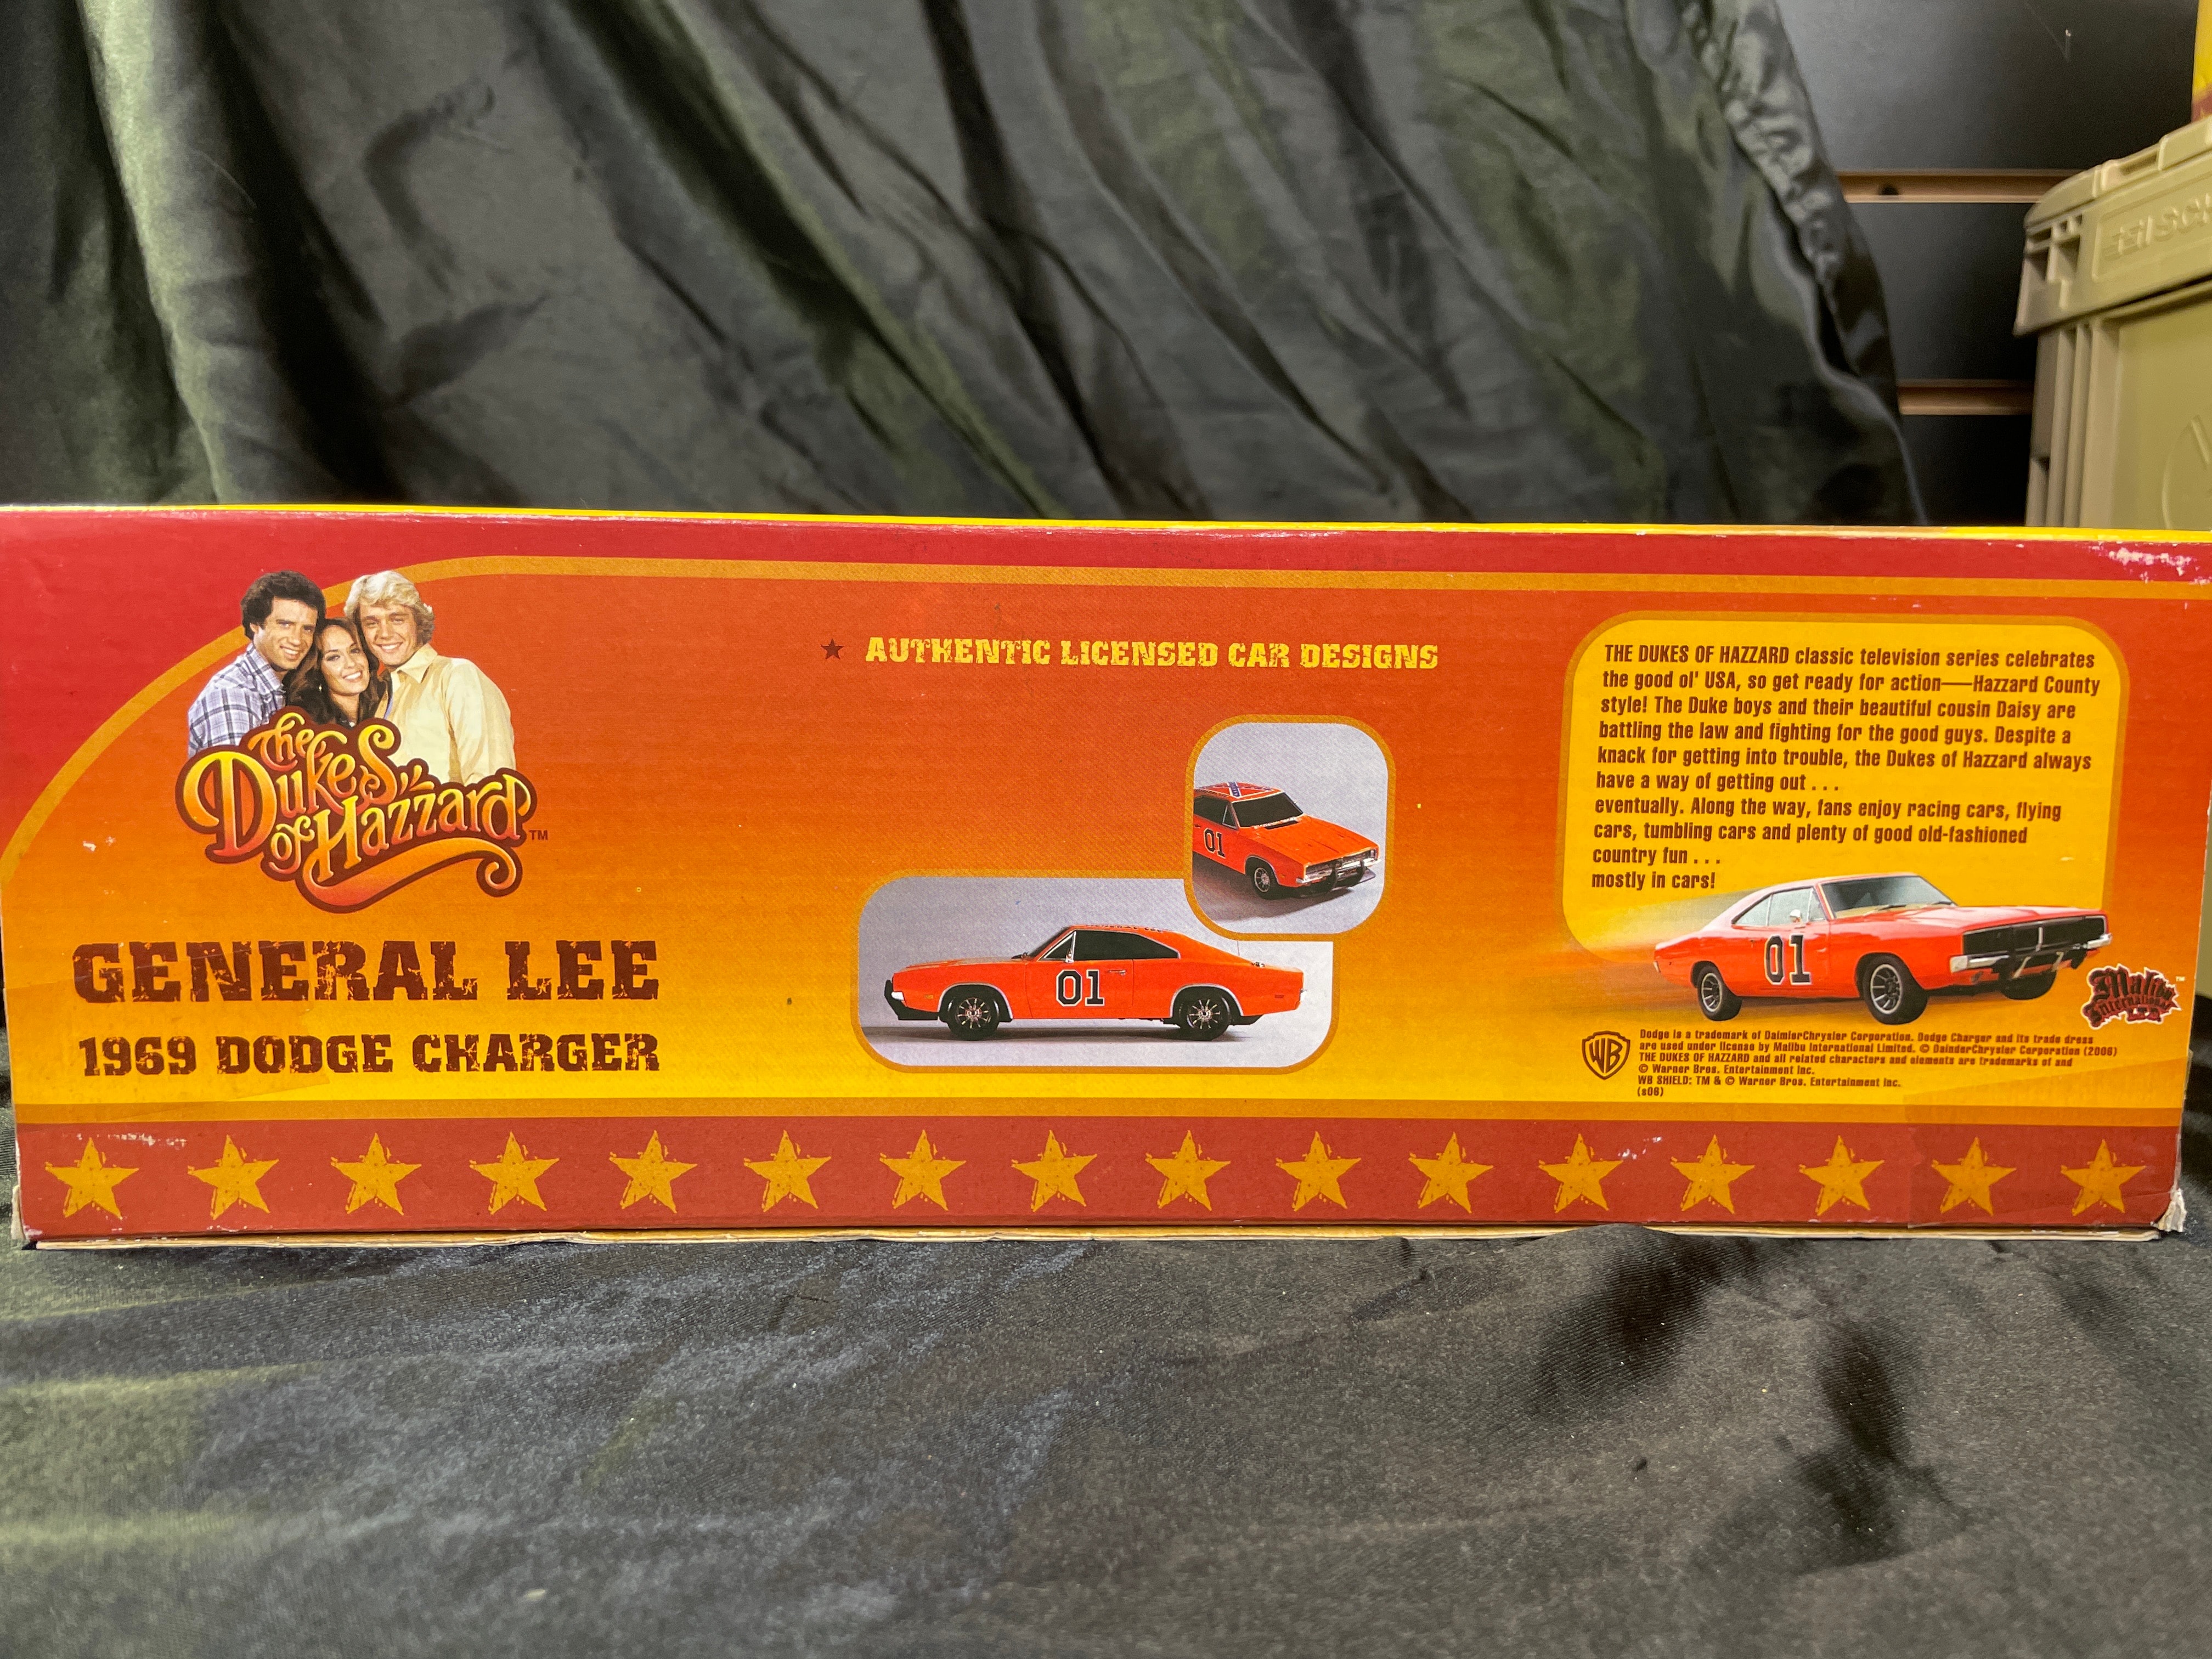 The
Dukes
of Hazzard™
GENERAL LEE
1969 DODGE CHARGER
★ AUTHENTIC LICENSED CAR DESIGNS
01
01
THE DUKES OF HAZZARD classic television series celebrates
the good ol' USA, so get ready for action—Hazzard County
style! The Duke boys and their beautiful cousin Daisy are
battling the law and fighting for the good guys. Despite a
knack for getting into trouble, the Dukes of Hazzard always
have a way of getting out . . .
eventually. Along the way, fans enjoy racing cars, flying
cars, tumbling cars and plenty of good old-fashioned
country fun . . .
mostly in cars!
01
Malibu
International
LTD
™
WB
Dodge is a trademark of DaimlerChrysler Corporation. Dodge Charger and its trade dress
are used under license by Malibu International Limited. © DaimlerChrysler Corporation (2006)
THE DUKES OF HAZZARD and all related characters and elements are trademarks of and
© Warner Bros. Entertainment Inc.
WB SHIELD: TM & © Warner Bros. Entertainment Inc.
(s06)